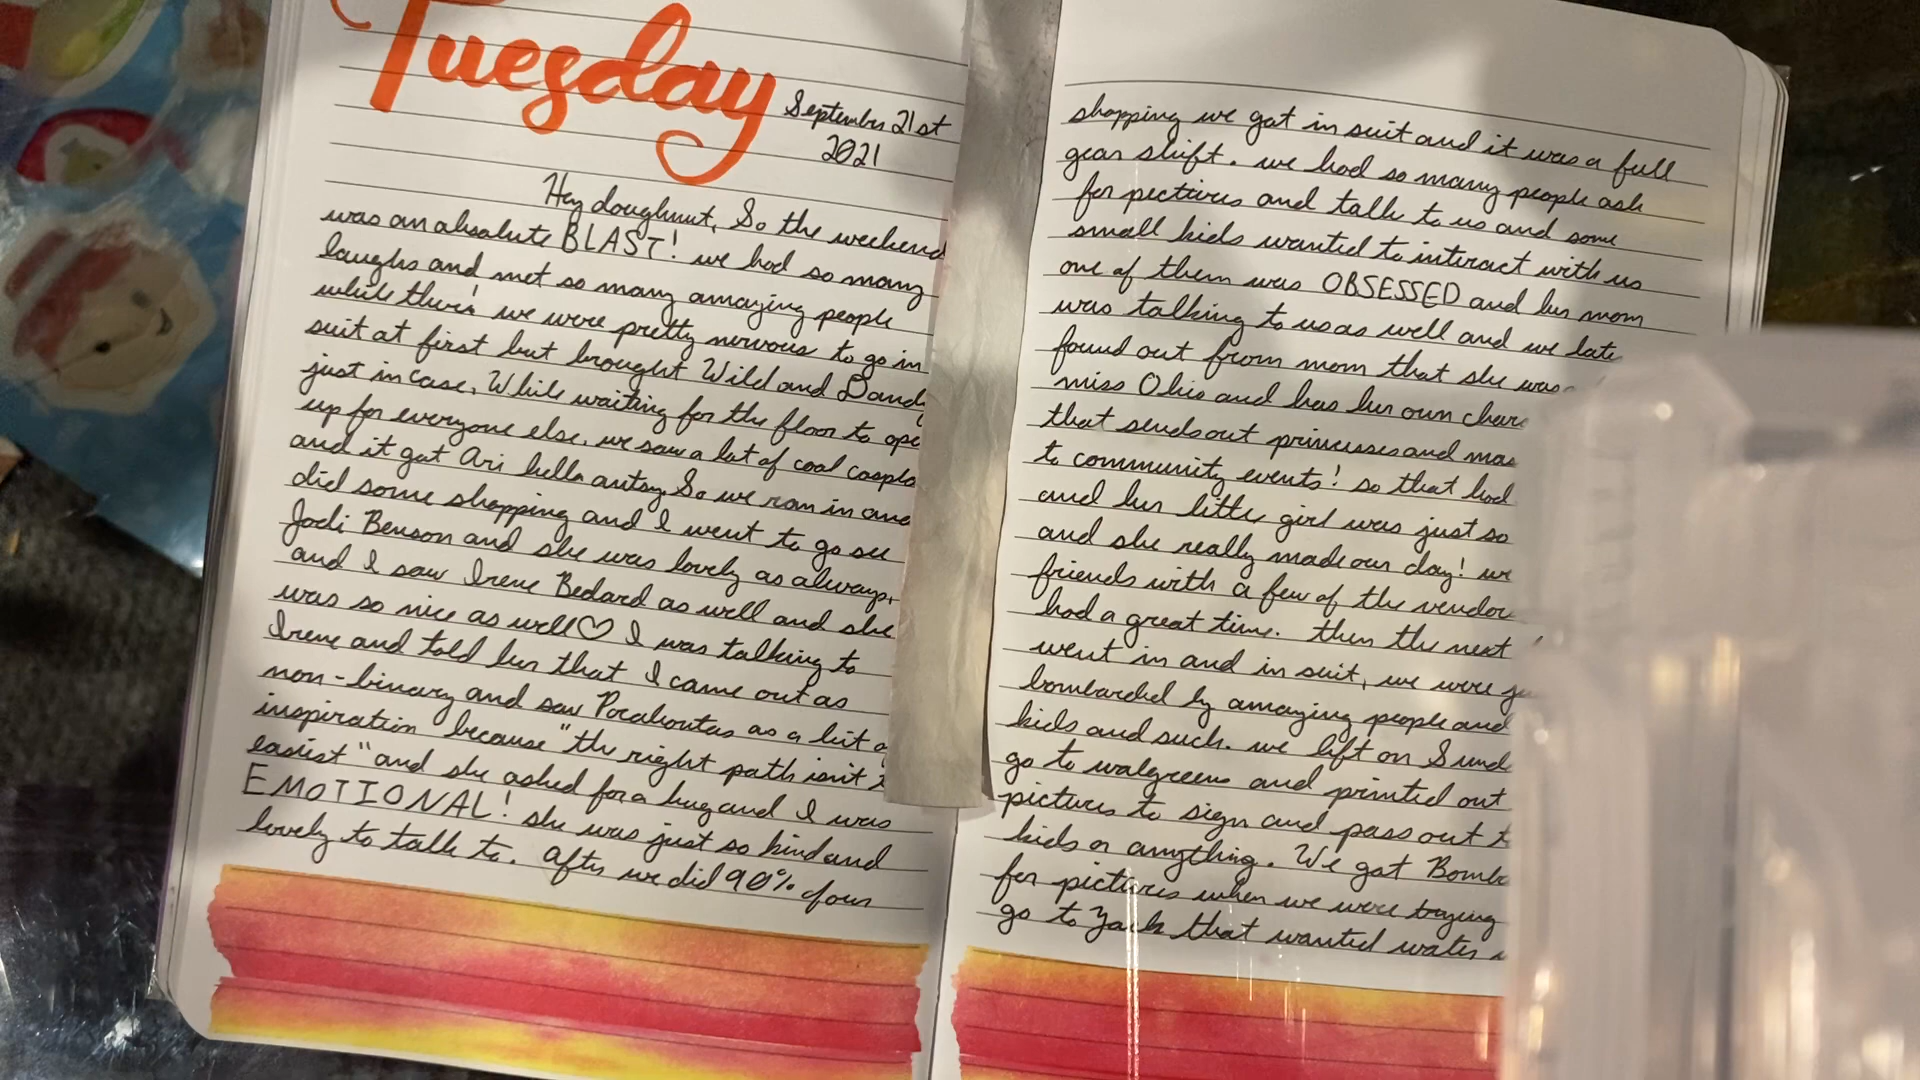 Tuesday
September 21st
2021
Hey doughnut, So the weekend
was an absolute BLAST! we had so many
laughs and met so many amazing people
while there! we were pretty nervous to go in
suit at first but brought Wild and Dandy
just in case. While waiting for the floor to ope
up for everyone else, we saw a lot of cool cospla
and it got Ari hella antsy So we ran in and
did some shopping and I went to go see
Jodi Benson and she was lovely as always,
and I saw Irene Bedard as well and she
was so nice as well♡ I was talking to
Irene and told her that I came out as
non-binary and saw Pocahontas as a bit o
inspiration because "the right path isn't
easiest" and she asked for a hug and I was
EMOTIONAL! she was just so kind and
lovely to talk to. After we did 90% of our
shopping we got in suit and it was a full
gear shift. we had so many people ask
for pectives and talk to us and some
small kids wanted to interact with us
one of them was OBSESSED and her mom
was talking to us as well and we late
found out from mom that she was
miss Ohio and has her own char
that sends out princesses and mas
to community events! so that had
and her little girl was just so
and she really made our day! we
friends with a few of the vendor
had a great time. then the next
went in and in suit, we were ju
bombarded by amazing people and
kids and such. we left on Sund
go to walgreens and printed out
pictures to sign and pass out t
kids or anything. We got Bomb
for pictures when we were trying
go to that wanted water